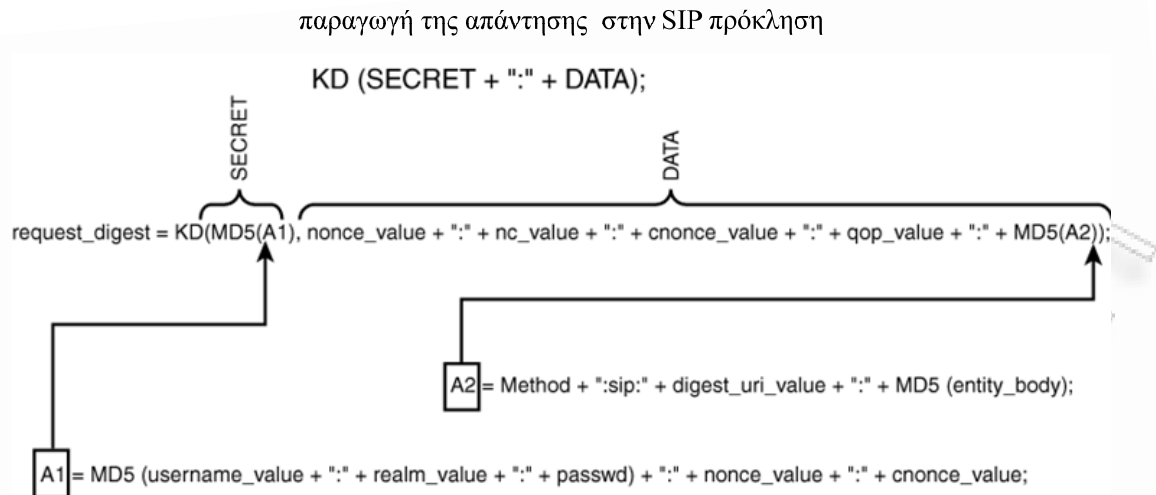 παραγωγή της απάντησης στην SIP πρόκληση
KD (SECRET + ":" + DATA);
SECRET
DATA
request_digest = KD(MD5(A1), nonce_value + ":" + nc_value + ":" + cnonce_value + ":" + qop_value + ":" + MD5(A2));
A2 = Method + ":sip:" + digest_uri_value + ":" + MD5 (entity_body);
A1 = MD5 (username_value + ":" + realm_value + ":" + passwd) + ":" + nonce_value + ":" + cnonce_value;